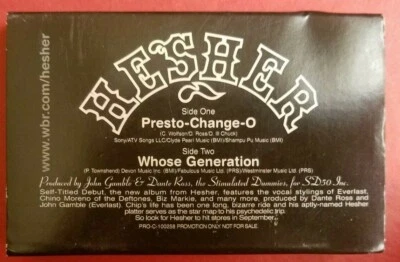 www.wbr.com/hesher
HESHER
Side One
Presto-Change-O
(C. Wolfson/D. Ross/D. Ill Chuck)
Sony/ATV Songs LLC/Clyde Pearl Music (BMI)/Shampu Pu Music (BMI)
Side Two
Whose Generation
(P. Townshend) Devon Music Inc. (BMI)/Fabulous Music Ltd. (PRS)/Westminster Music Ltd. (PRS)
Produced by John Gamble & Dante Ross, the Stimulated Dummies, for SD50 Inc.
Self-Titled Debut, the new album from Hesher, features the vocal stylings of Everlast,
Chino Moreno of the Deftones, Biz Markie, and many more, produced by Dante Ross and
John Gamble (Everlast). Chip's life has been one long, bizarre ride and his aptly-named Hesher
platter serves as the star map to his psychedelic trip.
So look for Hesher to hit stores in September.
PRO-C-100258 PROMOTION ONLY NOT FOR SALE